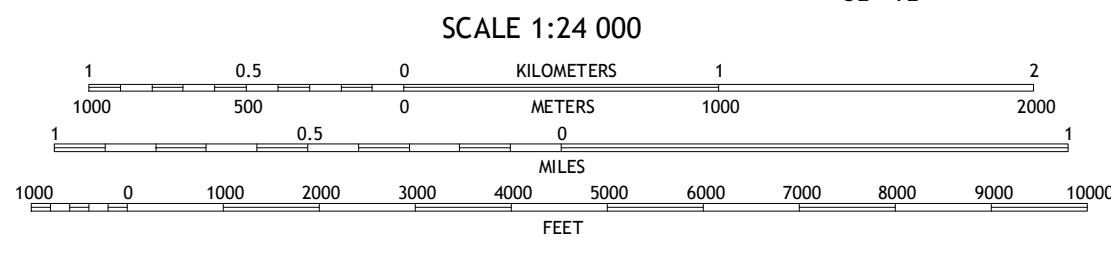 SCALE 1:24 000
1 0.5 0 KILOMETERS 1 2
1000 500 0 METERS 1000 2000
1 0.5 0 1
MILES
1000 0 1000 2000 3000 4000 5000 6000 7000 8000 9000 10000
FEET